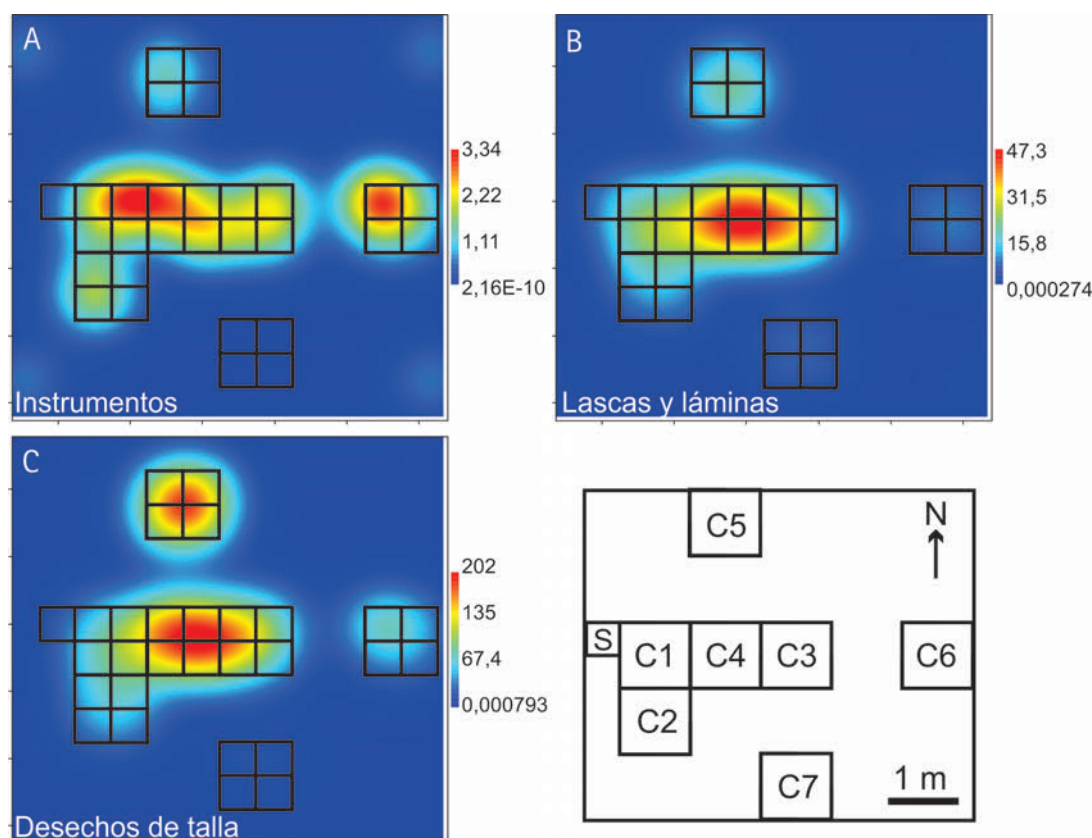 A
3,34
2,22
1,11
2,16E-10
Instrumentos
B
47,3
31,5
15,8
0,000274
Lascas y láminas
C
202
135
67,4
0,000793
Desechos de talla
C5
N
S
C1
C4
C3
C6
C2
C7
1 m